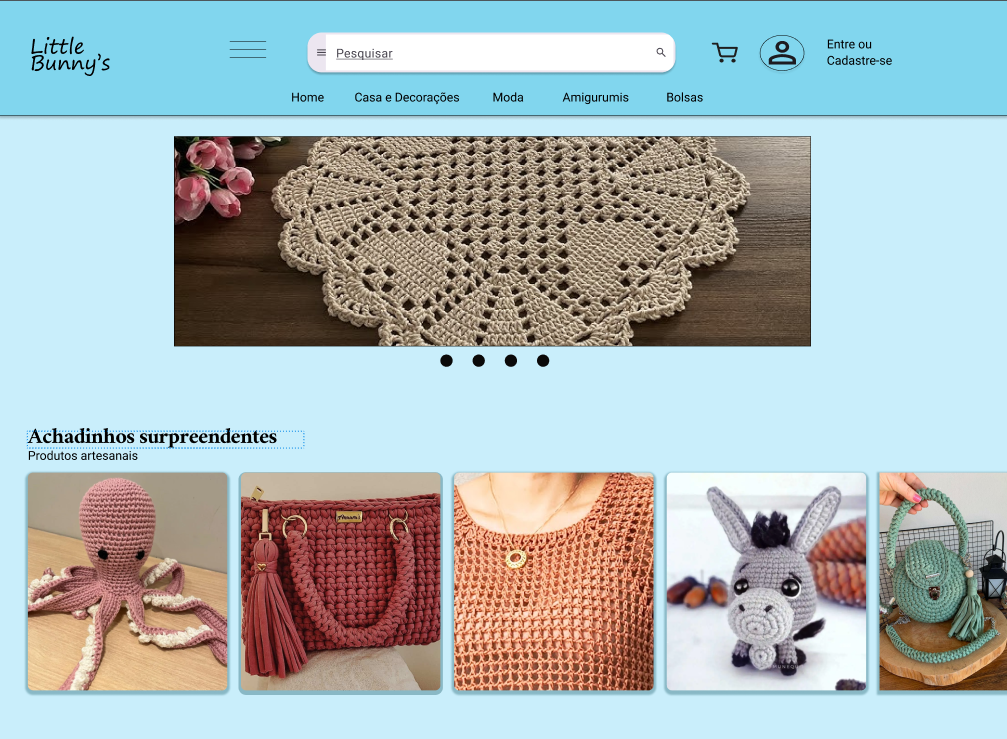 Little
Bunny's
Pesquisar
Entre ou
Cadastre-se
Home Casa e Decorações Moda Amigurumis Bolsas
Achadinhos surpreendentes
Produtos artesanais